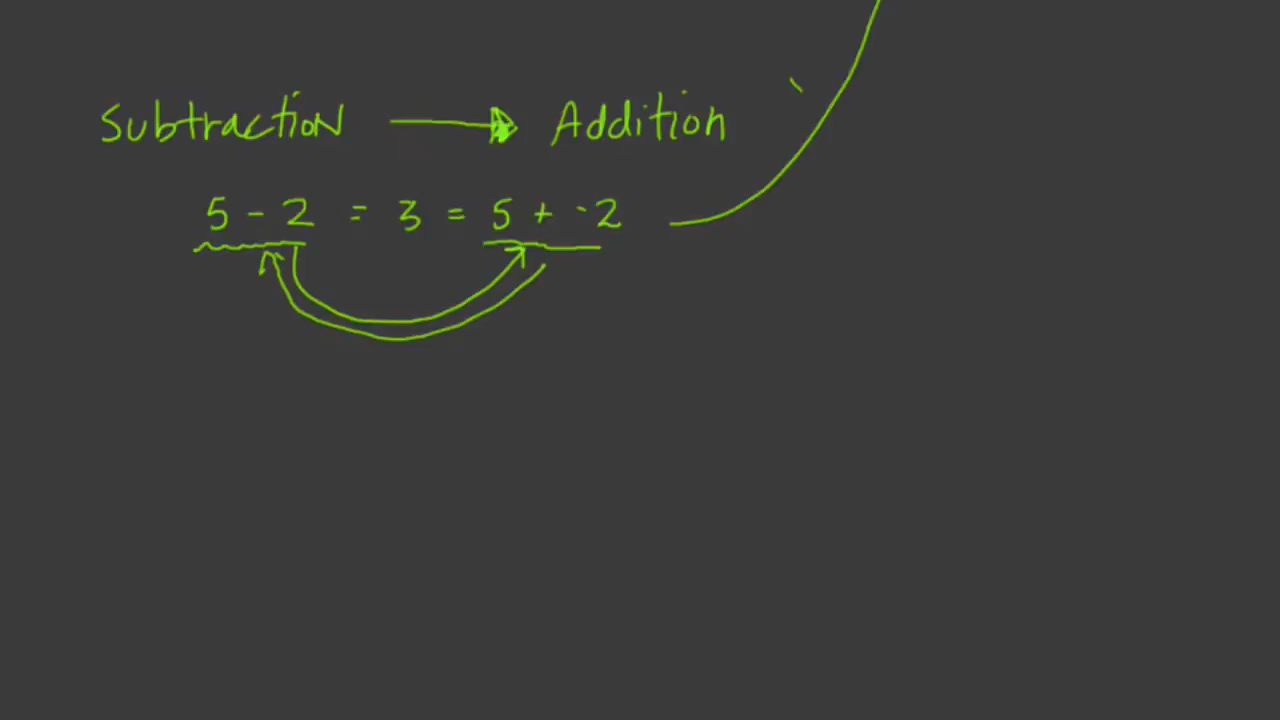 Subtraction → Addition
5 - 2 = 3 = 5 + -2